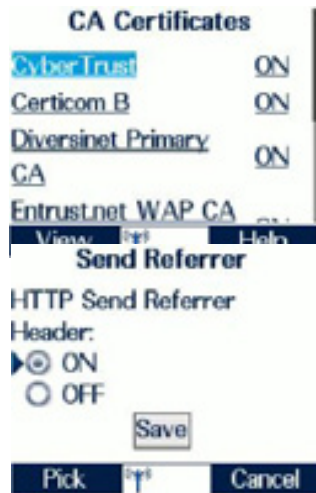 CA Certificates
CyberTrust ON
Certicom B ON
Diversinet Primary
CA ON
Entrust.net WAP CA ON
View Help
Send Referrer
HTTP Send Referrer
Header:
ON
OFF
Save
Pick Cancel